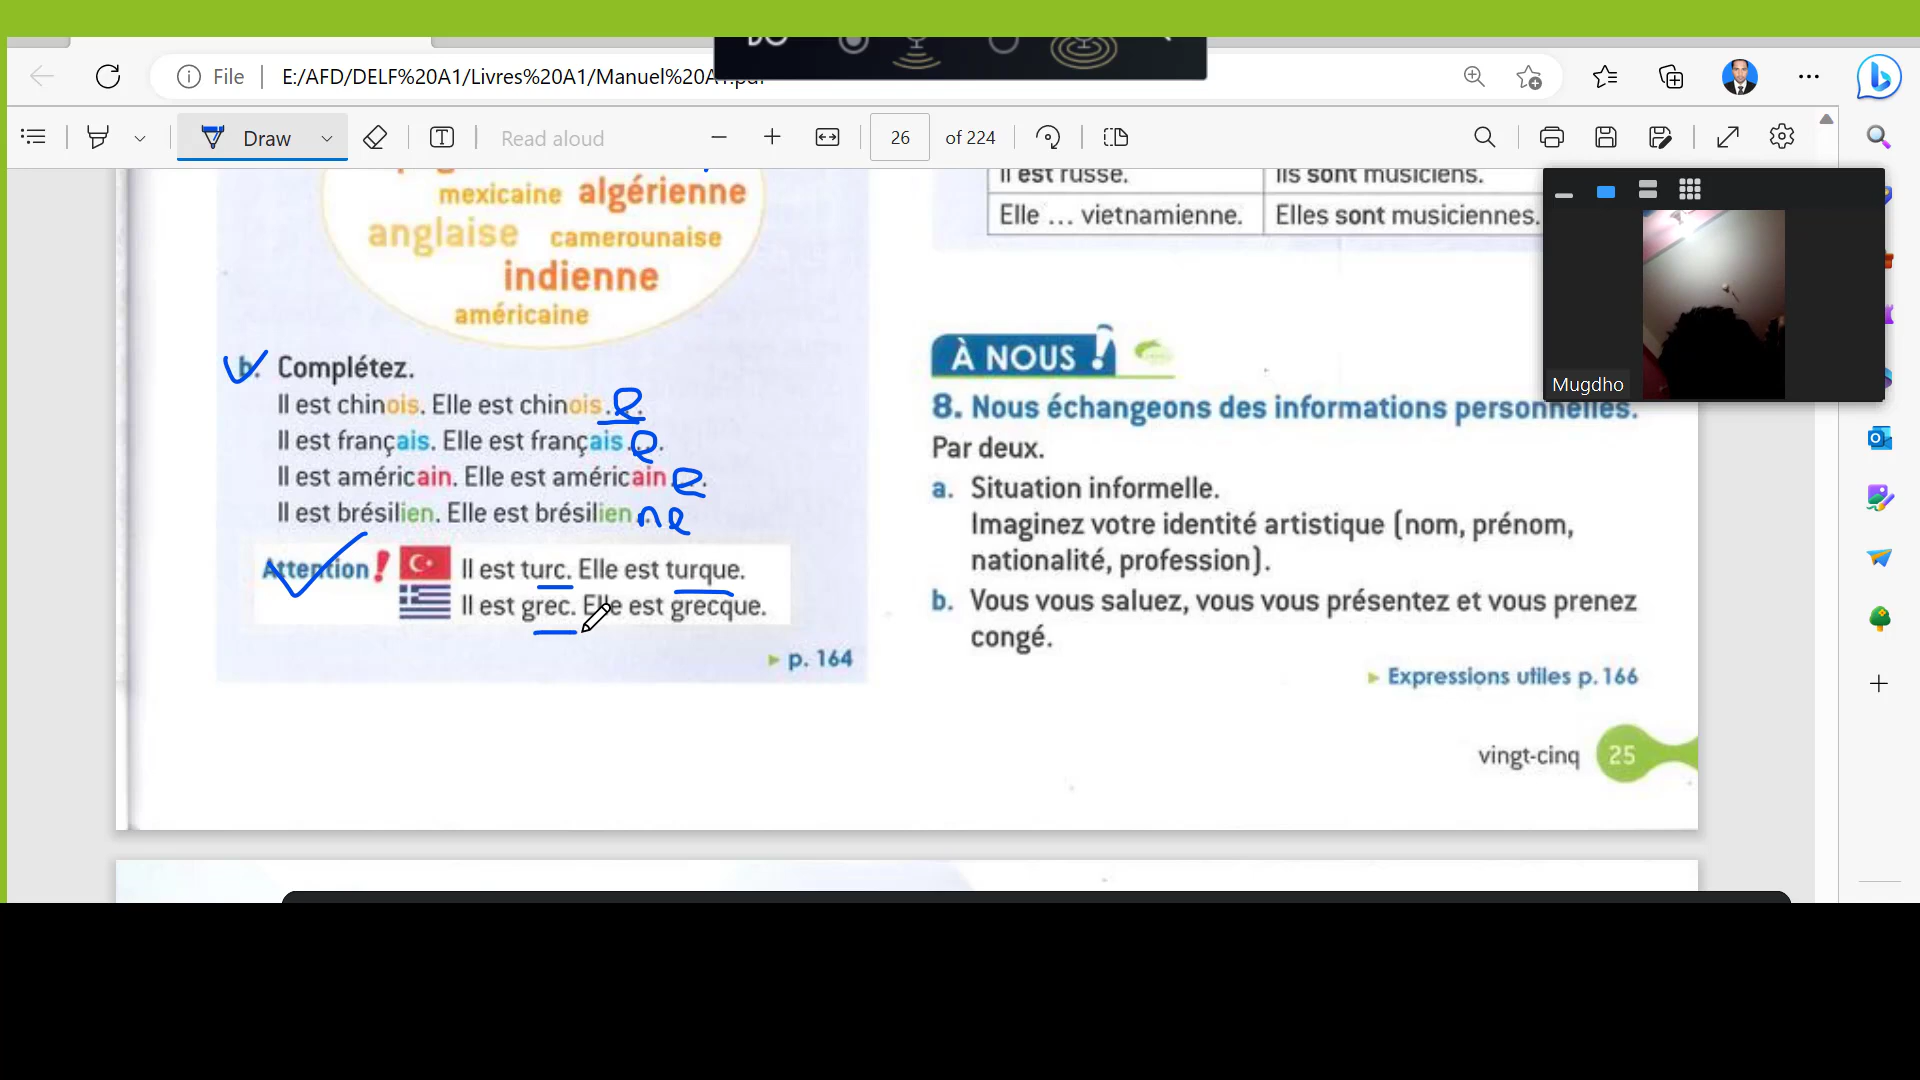 File
E:/AFD/DELF%20A1/Livres%20A1/Manuel%20A1.pdf
Draw
Read aloud
26 of 224
mexicaine algérienne
anglaise camerounaise
indienne
américaine
b. Complétez.
Il est chinois. Elle est chinois...e.
Il est français. Elle est français...e.
Il est américain. Elle est américain...e.
Il est brésilien. Elle est brésilien...ne
Attention! Il est turc. Elle est turque.
Il est grec. Elle est grecque.
p. 164
Il est russe. Ils sont musiciens.
Elle ... vietnamienne. Elles sont musiciennes.
À NOUS !
8. Nous échangeons des informations personnelles.
Par deux.
a. Situation informelle.
Imaginez votre identité artistique (nom, prénom,
nationalité, profession).
b. Vous vous saluez, vous vous présentez et vous prenez
congé.
Expressions utiles p. 166
vingt-cinq 25
Mugdho